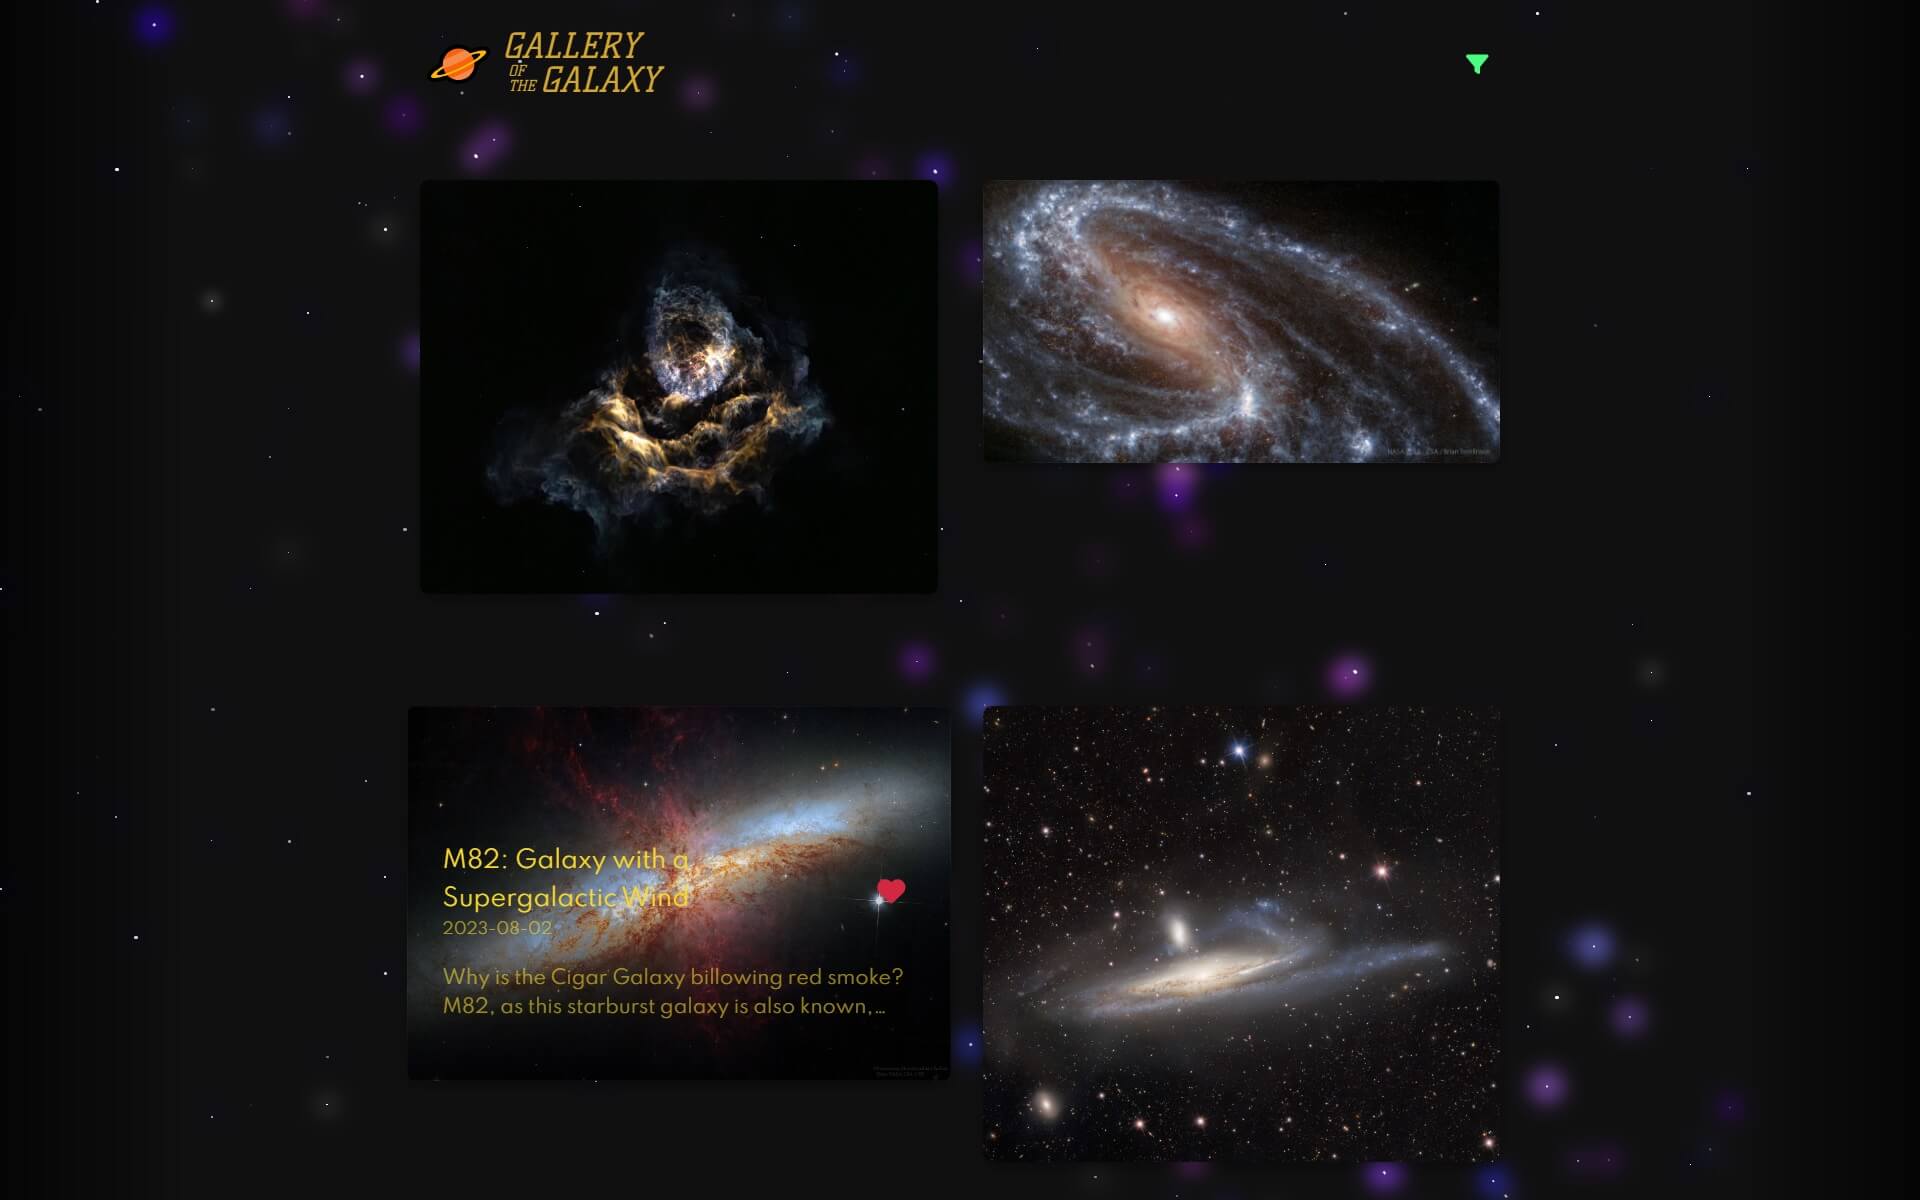 GALLERY
OF THE GALAXY
M82: Galaxy with a
Supergalactic Wind
2023-08-02
Why is the Cigar Galaxy billowing red smoke?
M82, as this starburst galaxy is also known,...